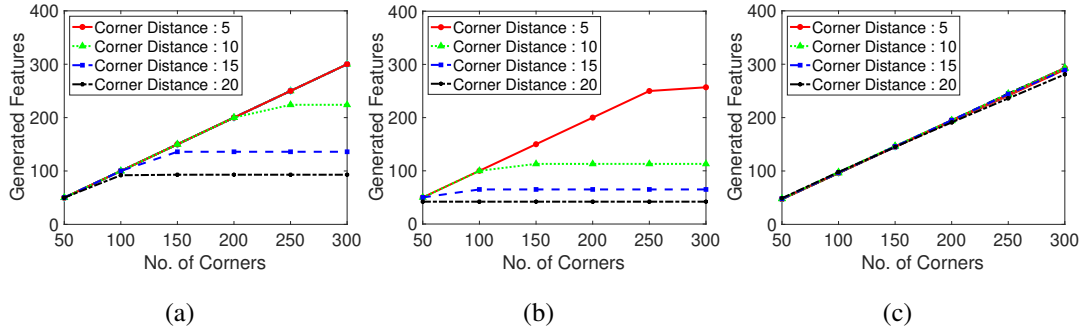 400
300
200
100
0
Generated Features
Corner Distance : 5
Corner Distance : 10
Corner Distance : 15
Corner Distance : 20
50 100 150 200 250 300
No. of Corners
(a)
400
300
200
100
0
Generated Features
Corner Distance : 5
Corner Distance : 10
Corner Distance : 15
Corner Distance : 20
50 100 150 200 250 300
No. of Corners
(b)
400
300
200
100
0
Generated Features
Corner Distance : 5
Corner Distance : 10
Corner Distance : 15
Corner Distance : 20
50 100 150 200 250 300
No. of Corners
(c)